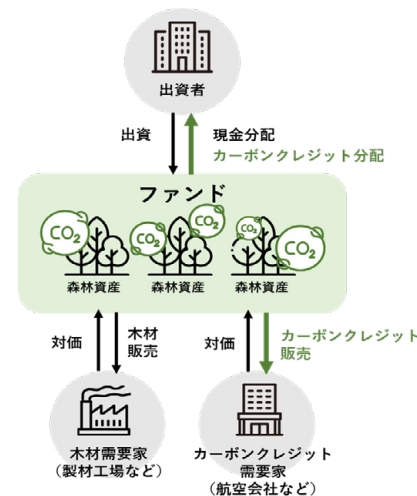 出資者
出資
現金分配
カーボンクレジット分配
ファンド
CO₂
CO₂
CO₂
CO₂
CO₂
森林資産
森林資産
森林資産
対価
木材
販売
対価
カーボンクレジット
販売
木材需要家
（製材工場など）
カーボンクレジット
需要家
（航空会社など）